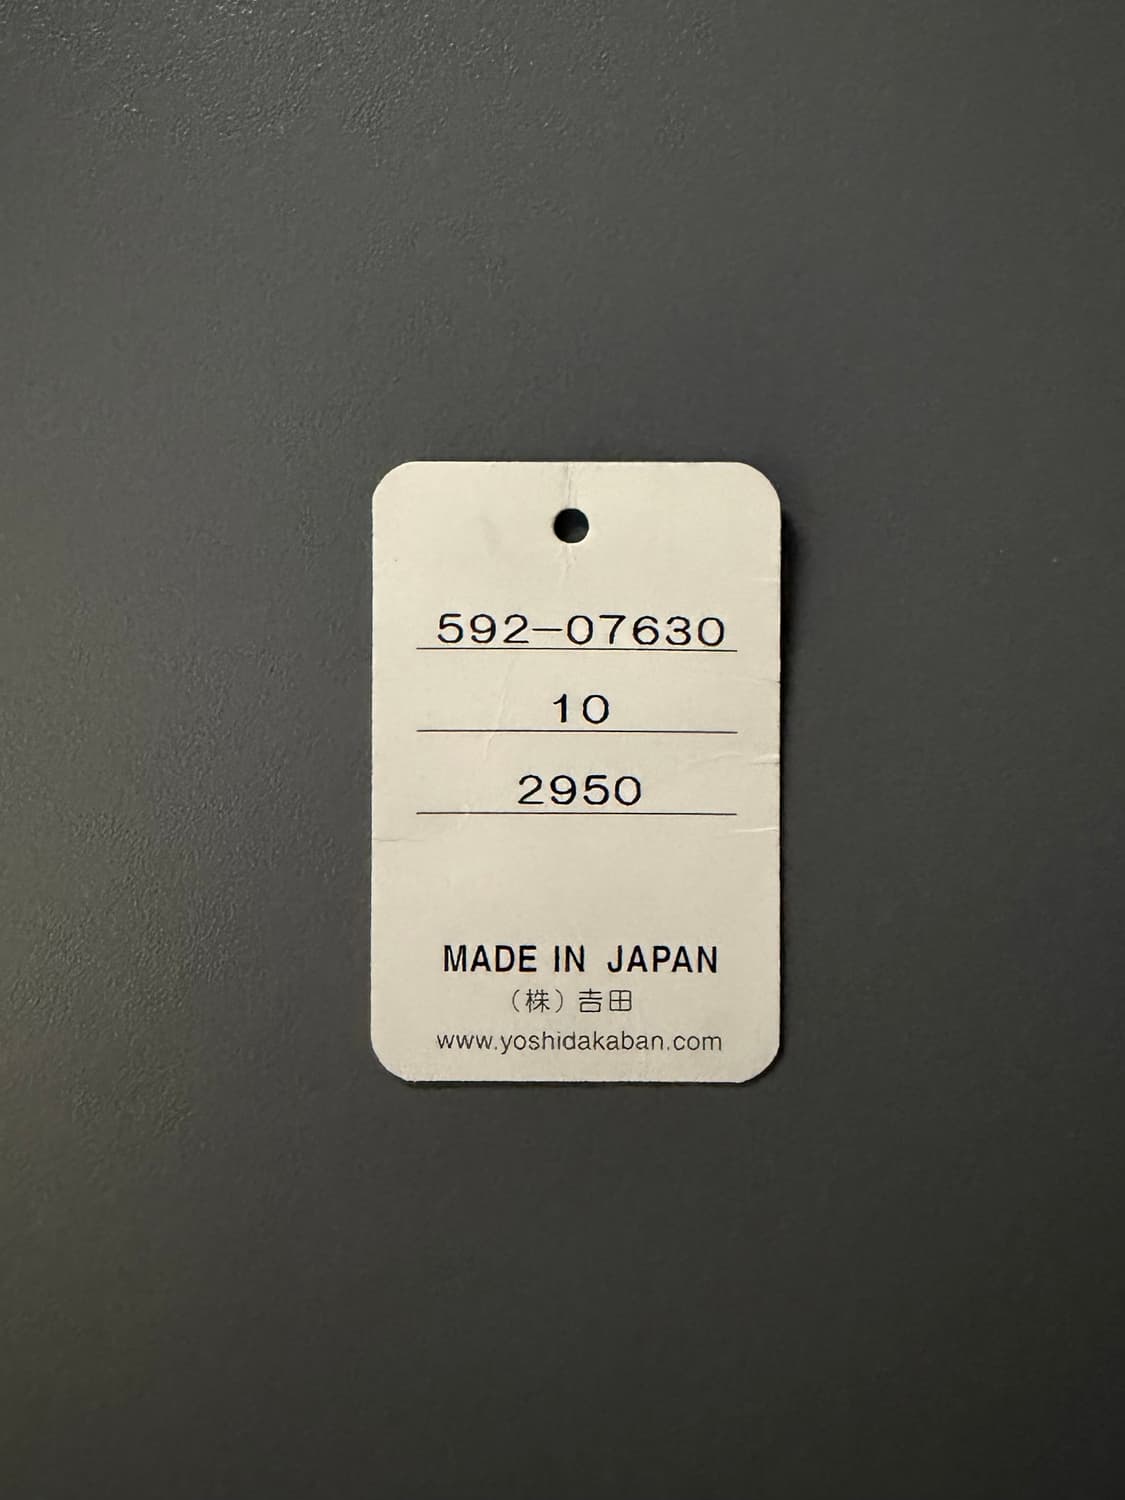 592-07630
10
2950
MADE IN JAPAN
(株)吉田
www.yoshidakaban.com